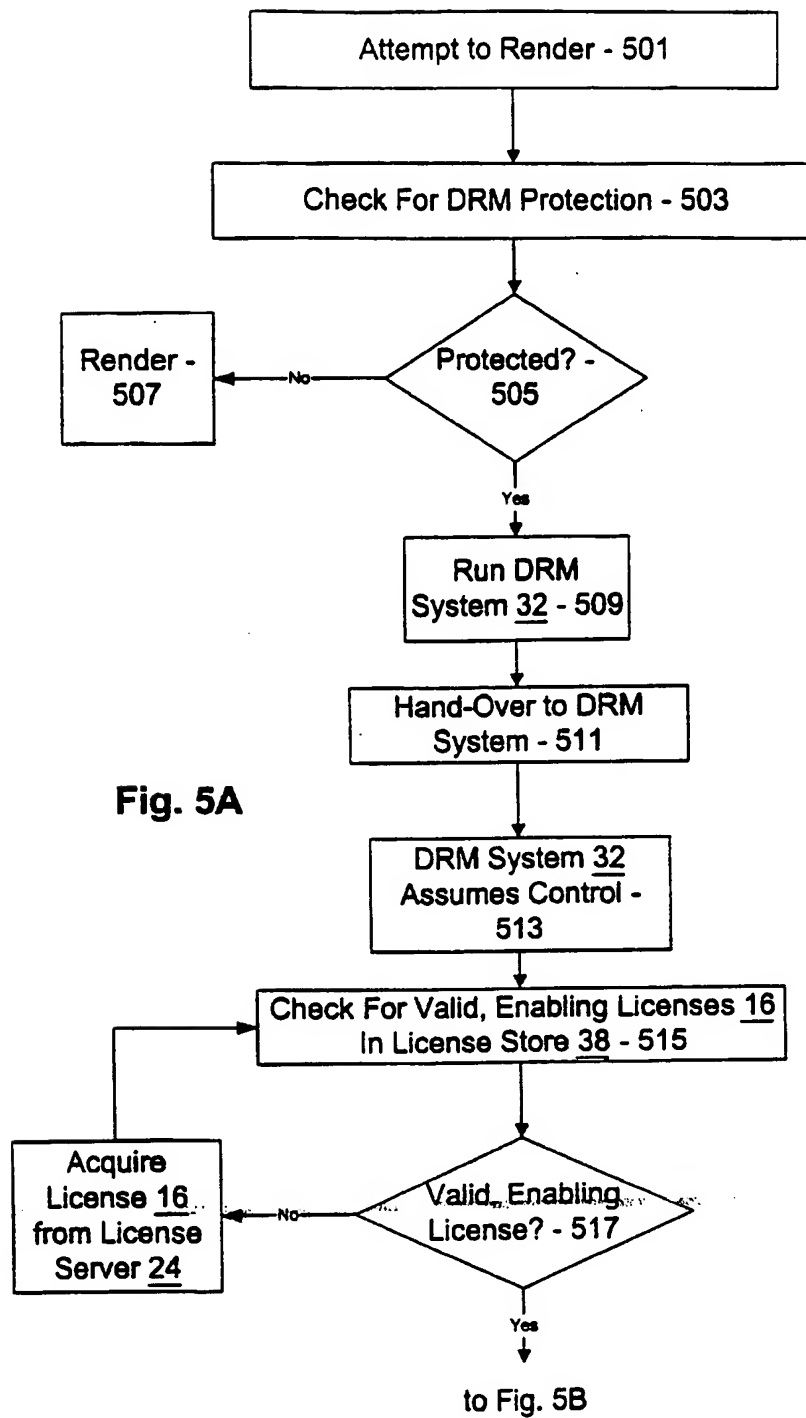 Attempt to Render - 501
Check For DRM Protection - 503
Render -
507
No
Protected? -
505
Yes
Run DRM
System 32 - 509
Hand-Over to DRM
System - 511
Fig. 5A
DRM System 32
Assumes Control -
513
Check For Valid, Enabling Licenses 16
In License Store 38 - 515
Acquire
License 16
from License
Server 24
No
Valid, Enabling
License? - 517
Yes
to Fig. 5B